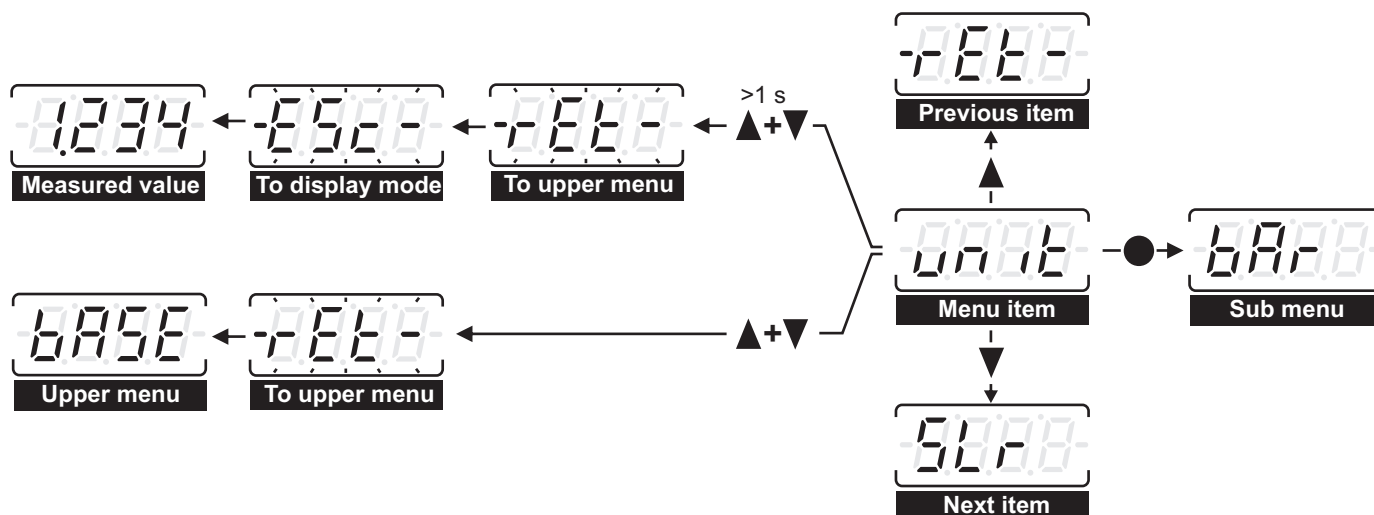 -rEt-
Previous item
>1 s
▲+▼
1.234
Measured value
-ESc-
To display mode
-rEt-
To upper menu
unit
Menu item
bAr
Sub menu
▲+▼
bASE
Upper menu
-rEt-
To upper menu
SLr
Next item